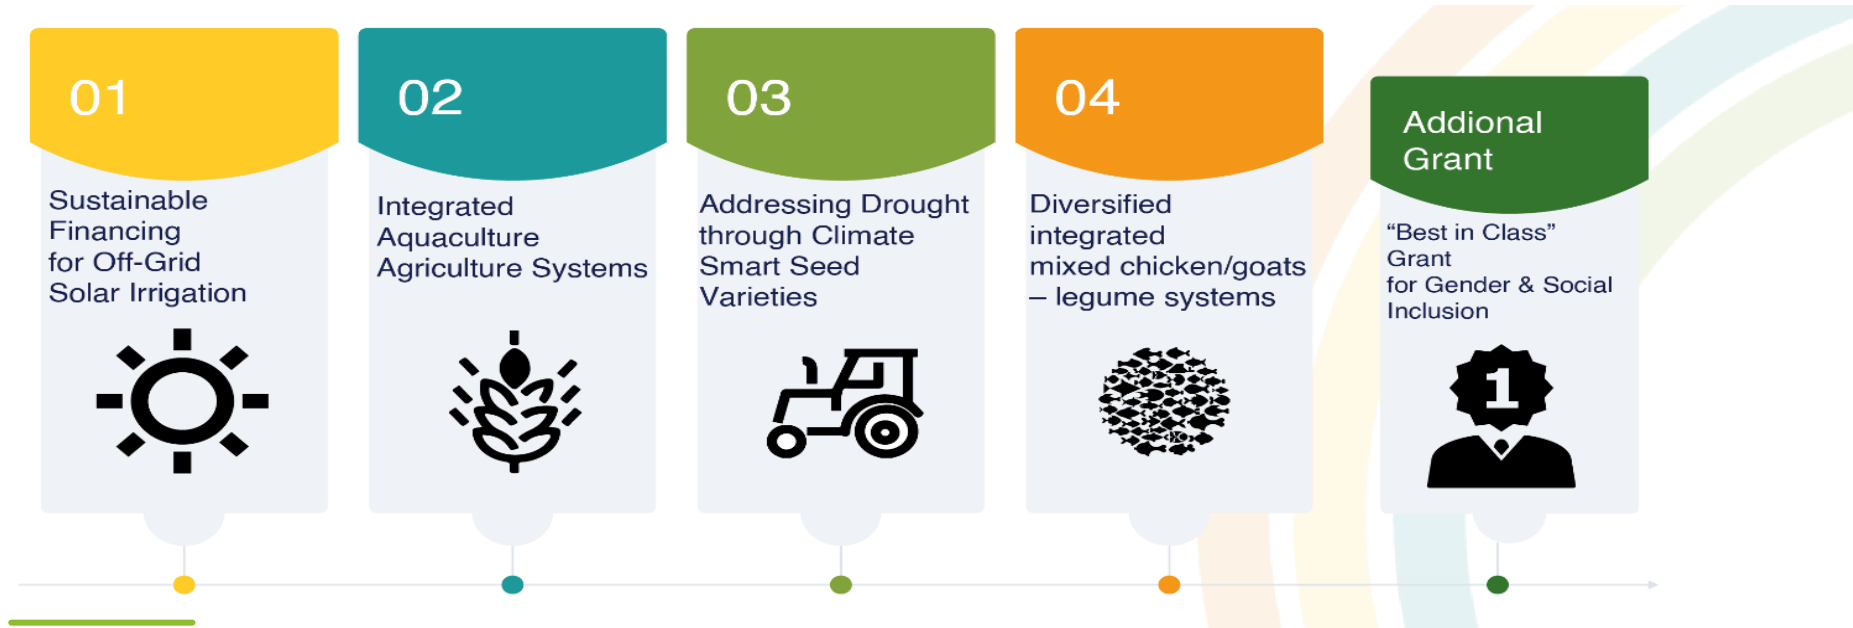 01
Sustainable
Financing
for Off-Grid
Solar Irrigation
02
Integrated
Aquaculture
Agriculture Systems
03
Addressing Drought
through Climate
Smart Seed
Varieties
04
Diversified
integrated
mixed chicken/goats
– legume systems
Addional
Grant
“Best in Class”
Grant
for Gender & Social
Inclusion
1